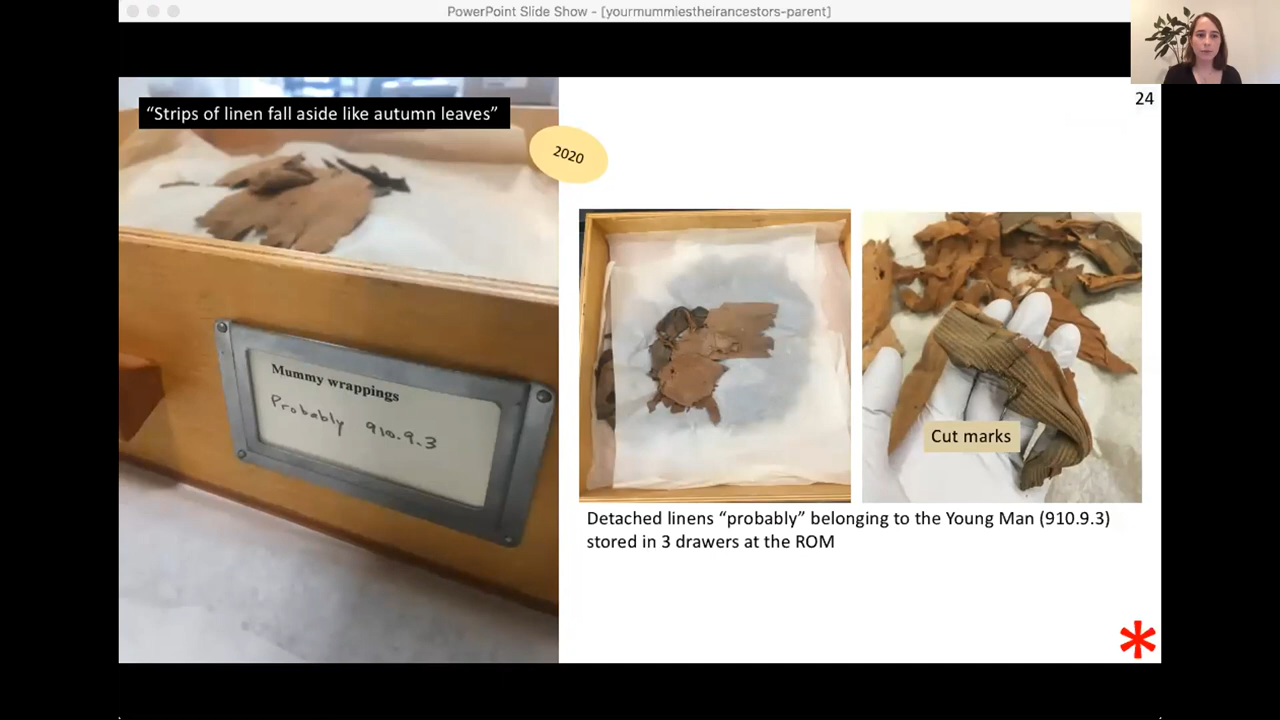 PowerPoint Slide Show - [yourmummiestheirancestors-parent]
24
“Strips of linen fall aside like autumn leaves”
2020
Mummy wrappings
Probably 910.9.3
Cut marks
Detached linens “probably” belonging to the Young Man (910.9.3)
stored in 3 drawers at the ROM
*